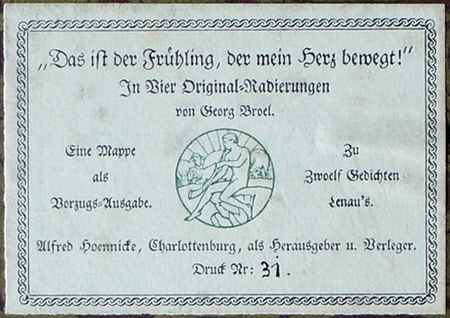 „Das ist der Frühling, der mein Herz bewegt!“
In Vier Original=Radierungen
von Georg Broel.
Eine Mappe
als
Vorzugs=Ausgabe.
Zu
Zwoelf Gedichten
Lenau's.
Alfred Hoennicke, Charlottenburg, als Herausgeber u. Verleger.
Druck Nr: 31.